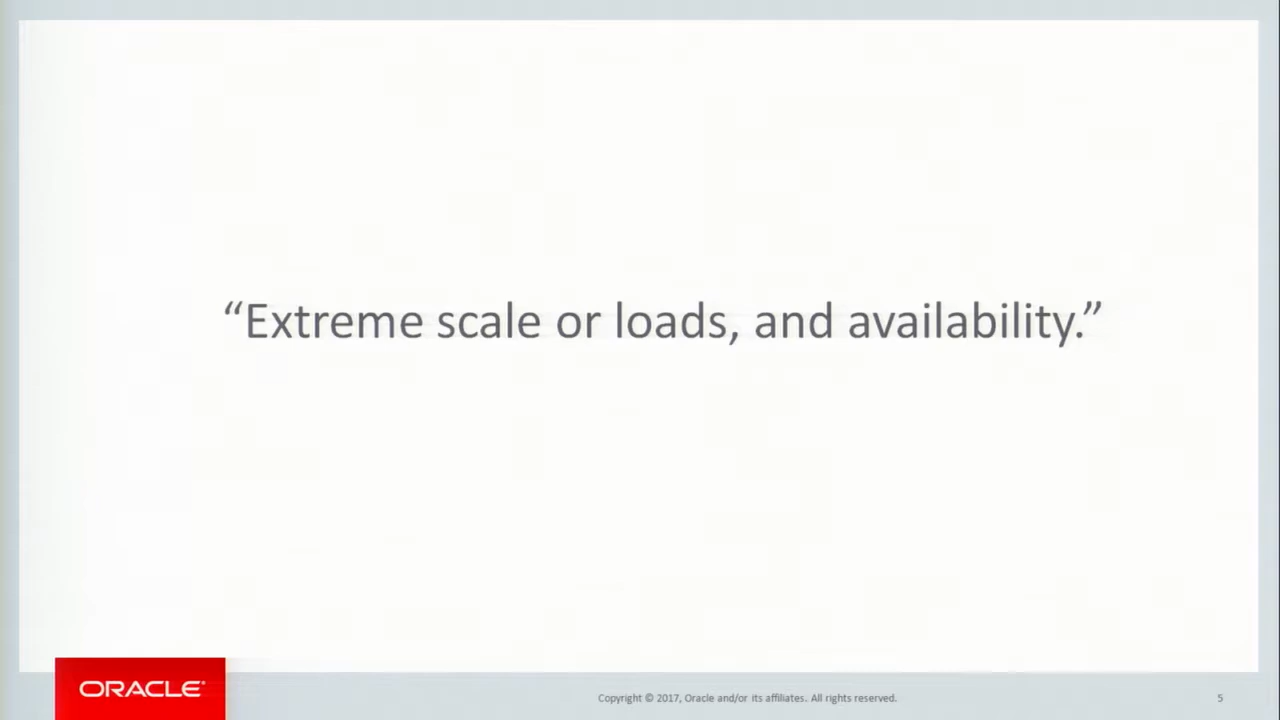 “Extreme scale or loads, and availability.”
ORACLE®
Copyright © 2017, Oracle and/or its affiliates. All rights reserved.
5